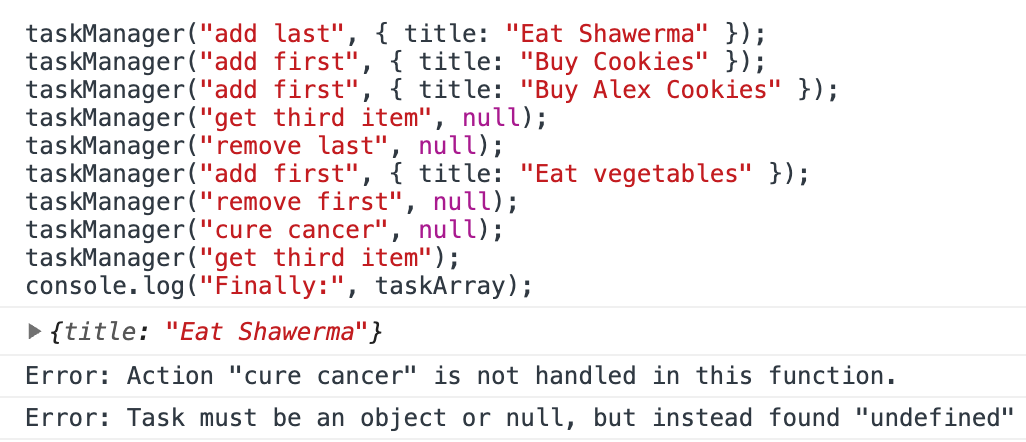 taskManager("add last", { title: "Eat Shawerma" });
taskManager("add first", { title: "Buy Cookies" });
taskManager("add first", { title: "Buy Alex Cookies" });
taskManager("get third item", null);
taskManager("remove last", null);
taskManager("add first", { title: "Eat vegetables" });
taskManager("remove first", null);
taskManager("cure cancer", null);
taskManager("get third item");
console.log("Finally:", taskArray);
{title: "Eat Shawerma"}
Error: Action "cure cancer" is not handled in this function.
Error: Task must be an object or null, but instead found "undefined"